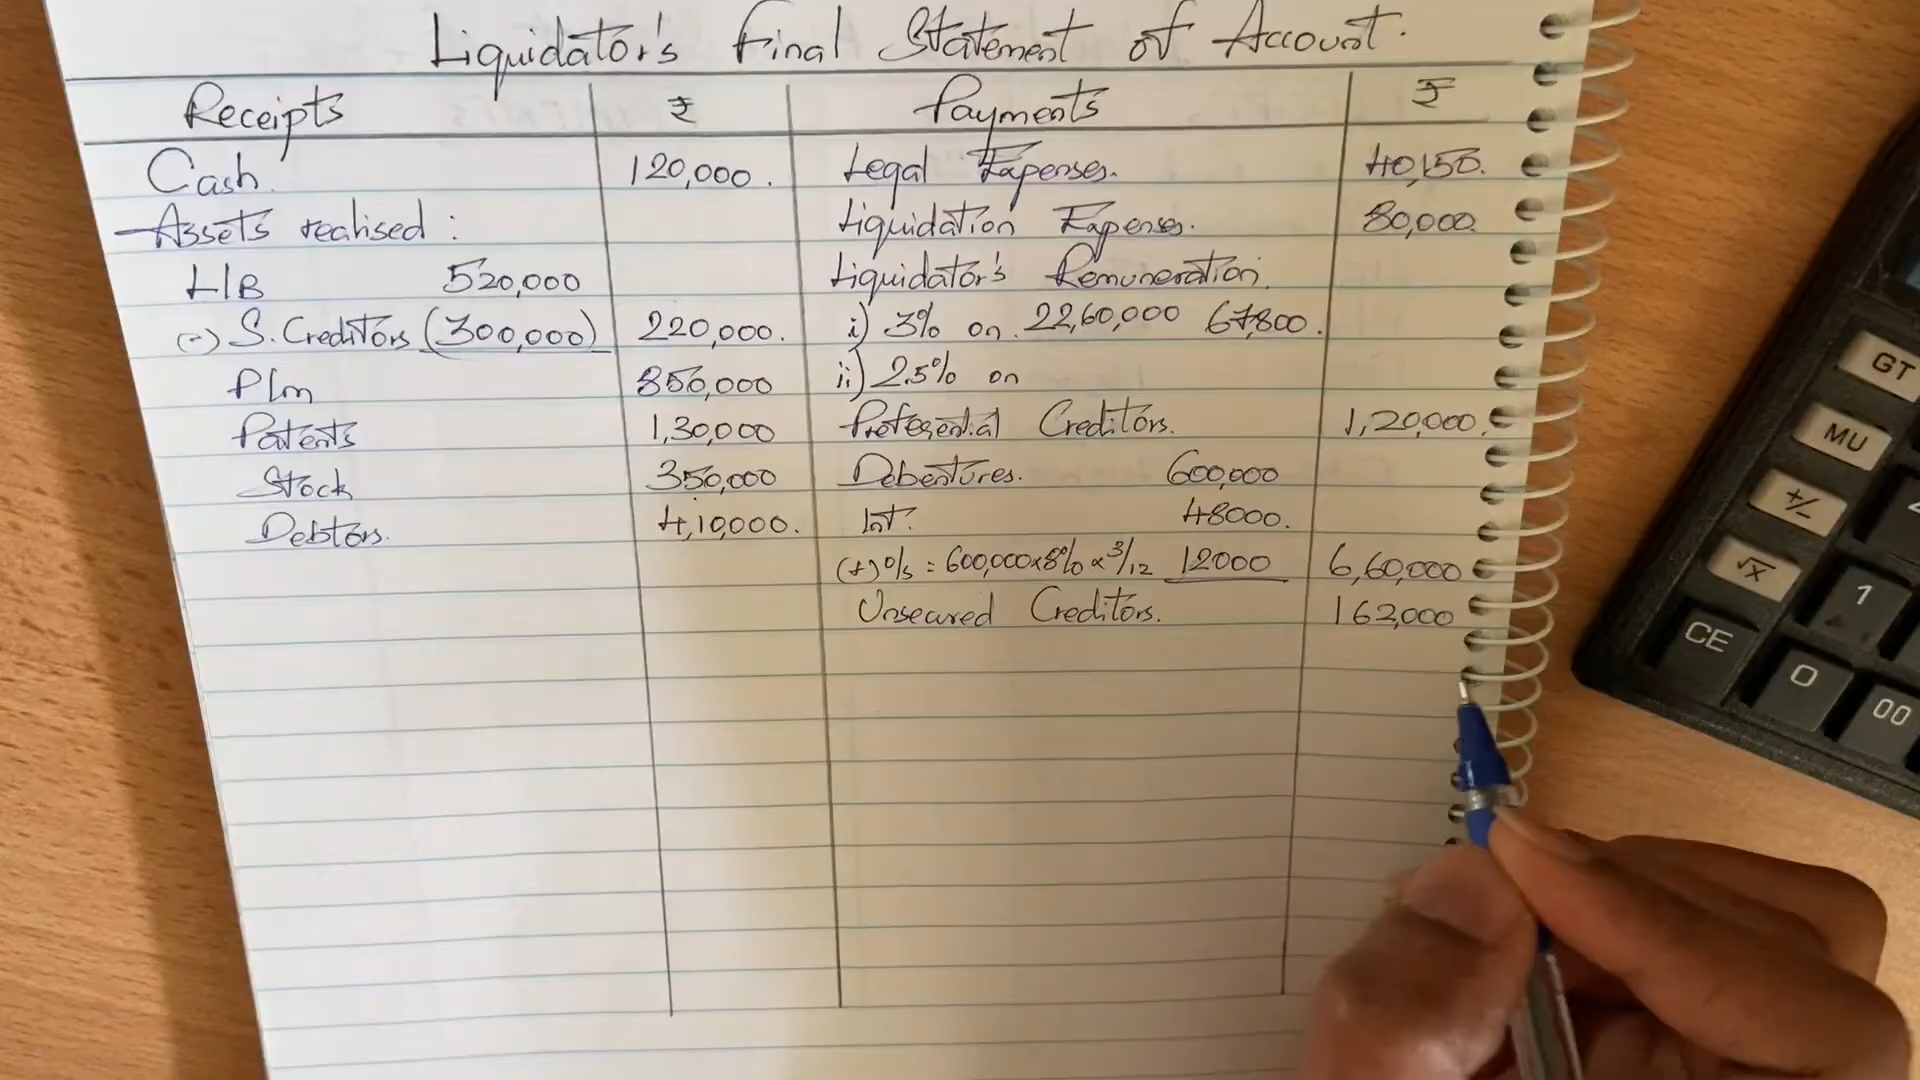 Liquidator's Final Statement of Account.
Receipts ₹ Payments ₹
Cash. 120,000. Legal Expenses. 40,150.
Assets realised : Liquidation Expenses. 80,000.
L/B 520,000 Liquidator's Remuneration.
(-) S. Creditors (300,000) 220,000. i) 3% on 22,60,000 67,800.
P/m 850,000 ii) 2.5% on
Patents 1,30,000 Preferential Creditors. 1,20,000.
Stock 350,000 Debentures. 600,000
Debtors. 4,10,000. Int. 48000.
(+) o/s = 600,000x8%x3/12 12000 6,60,000
Unsecured Creditors. 162,000
GT
MU
+/-
√x
1
CE
0
00